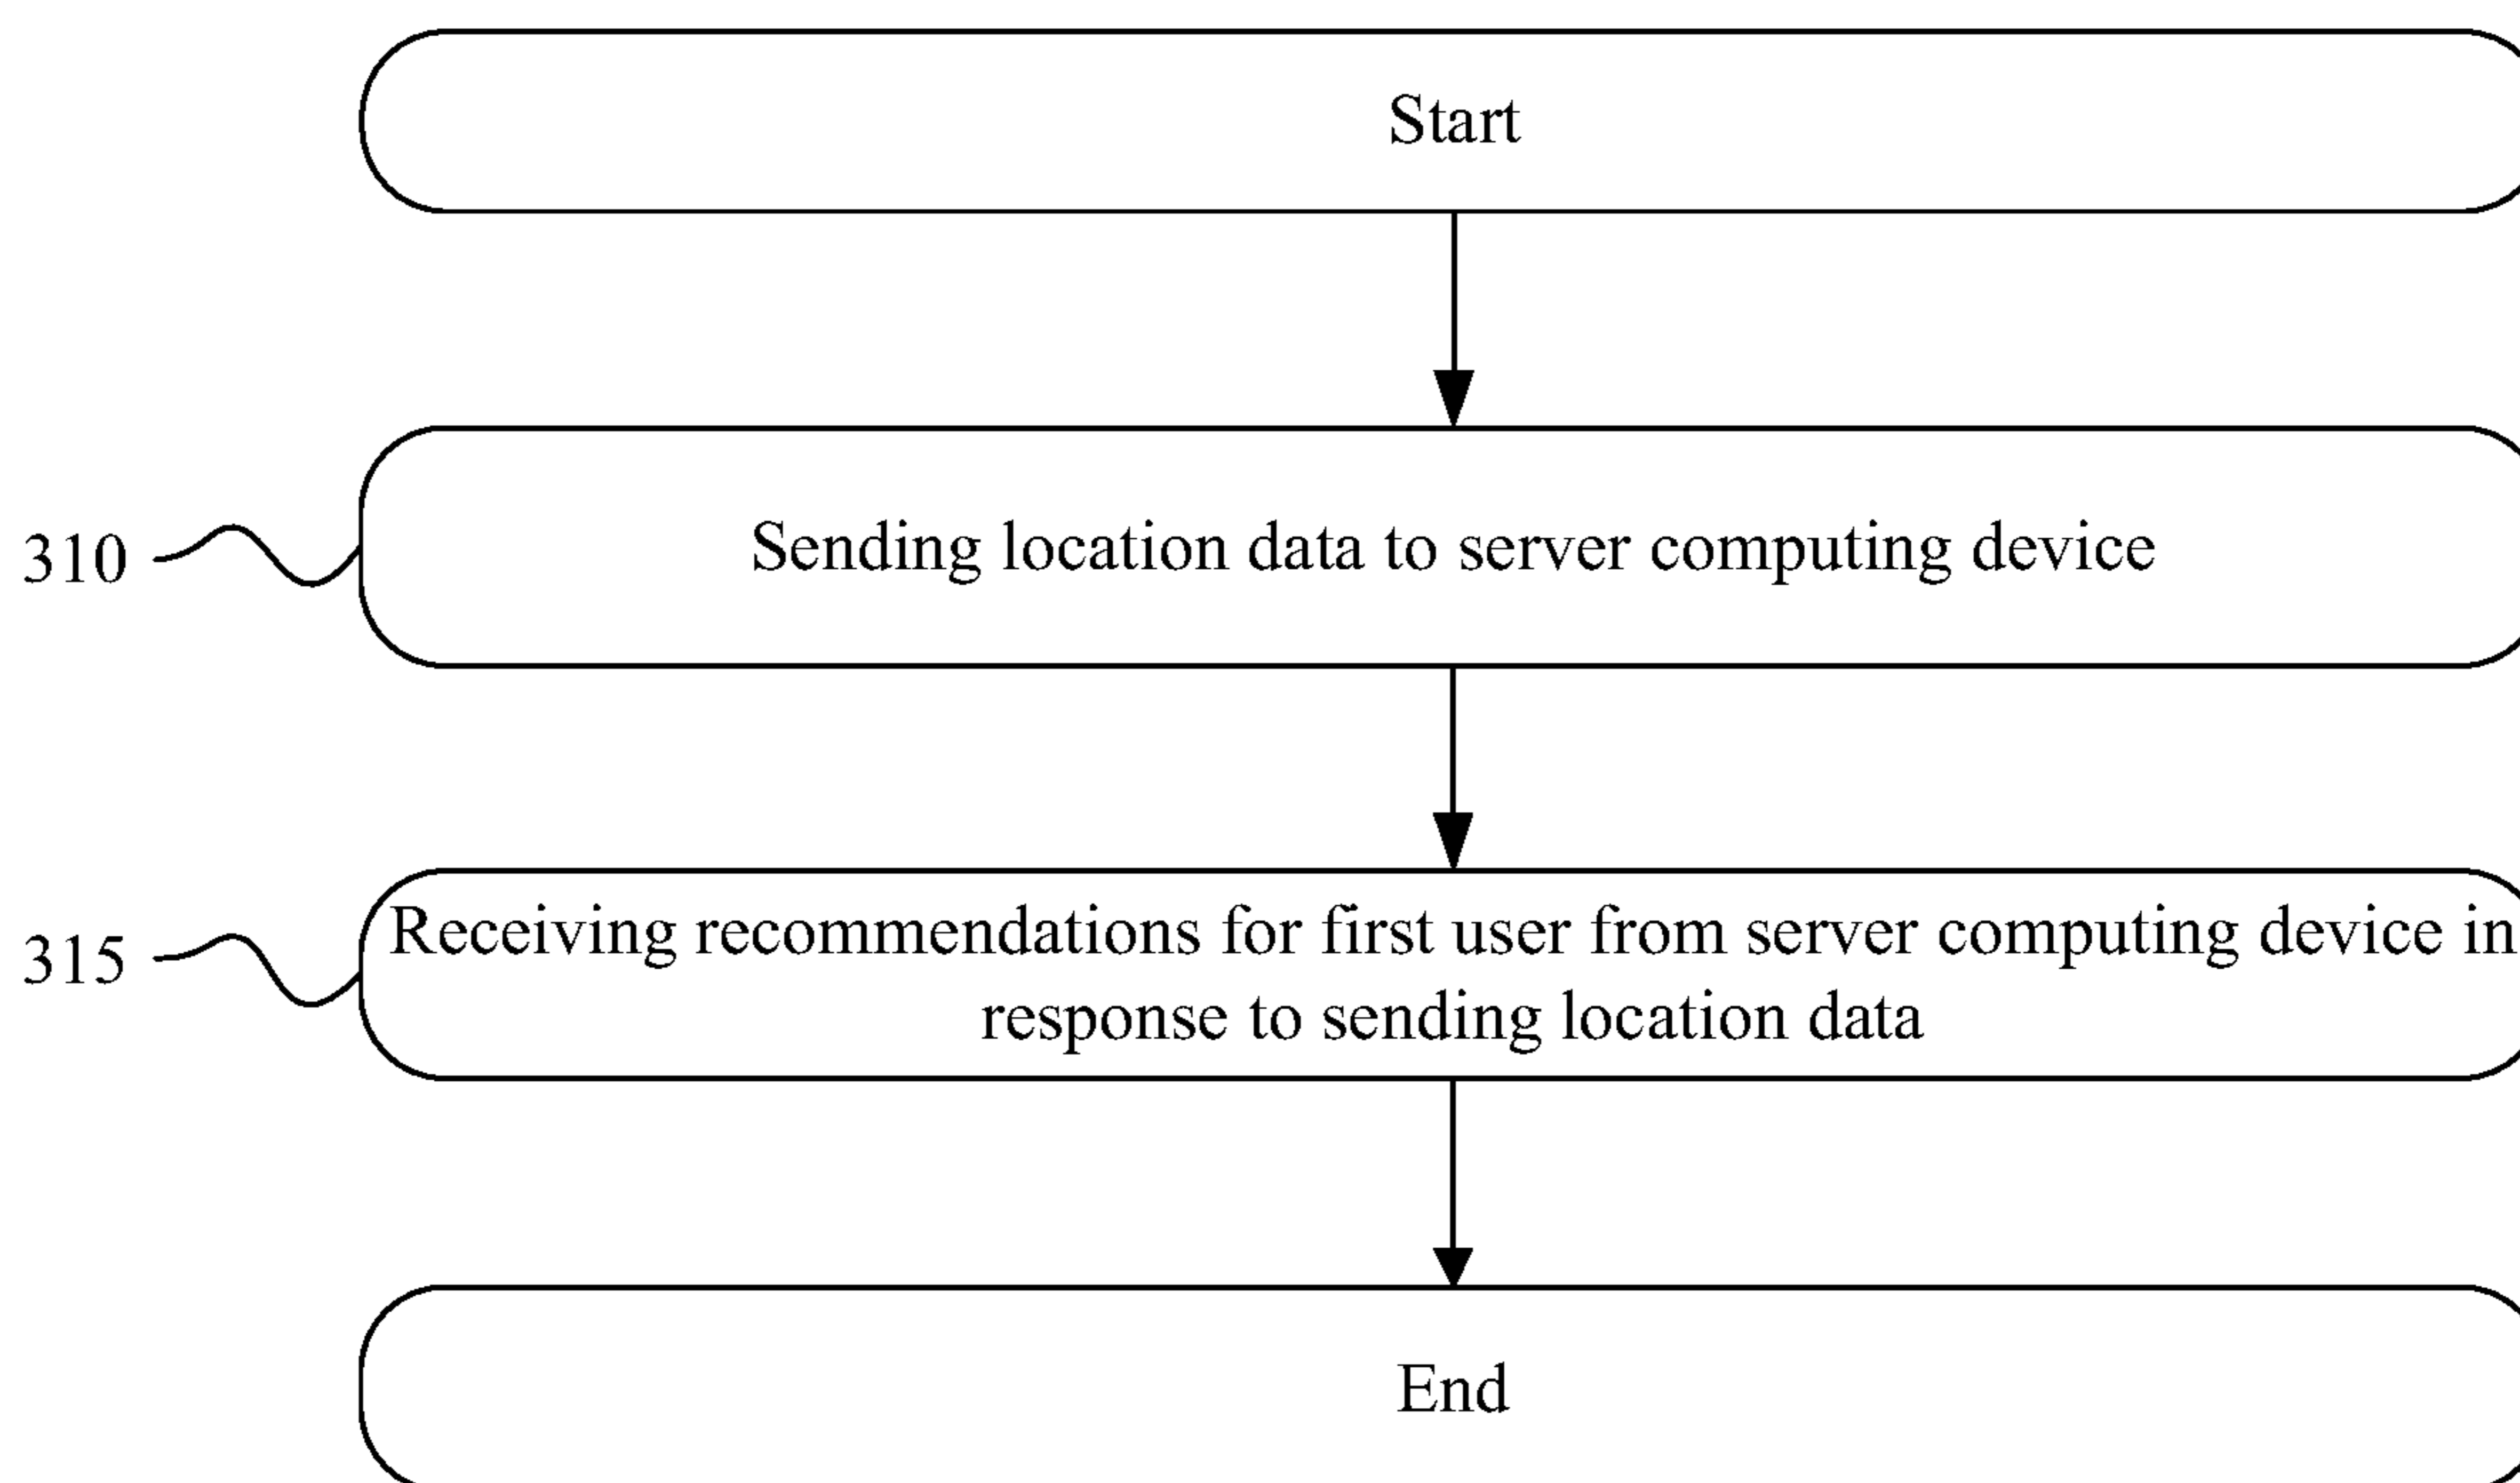 Start
310
Sending location data to server computing device
315
Receiving recommendations for first user from server computing device in
response to sending location data
End